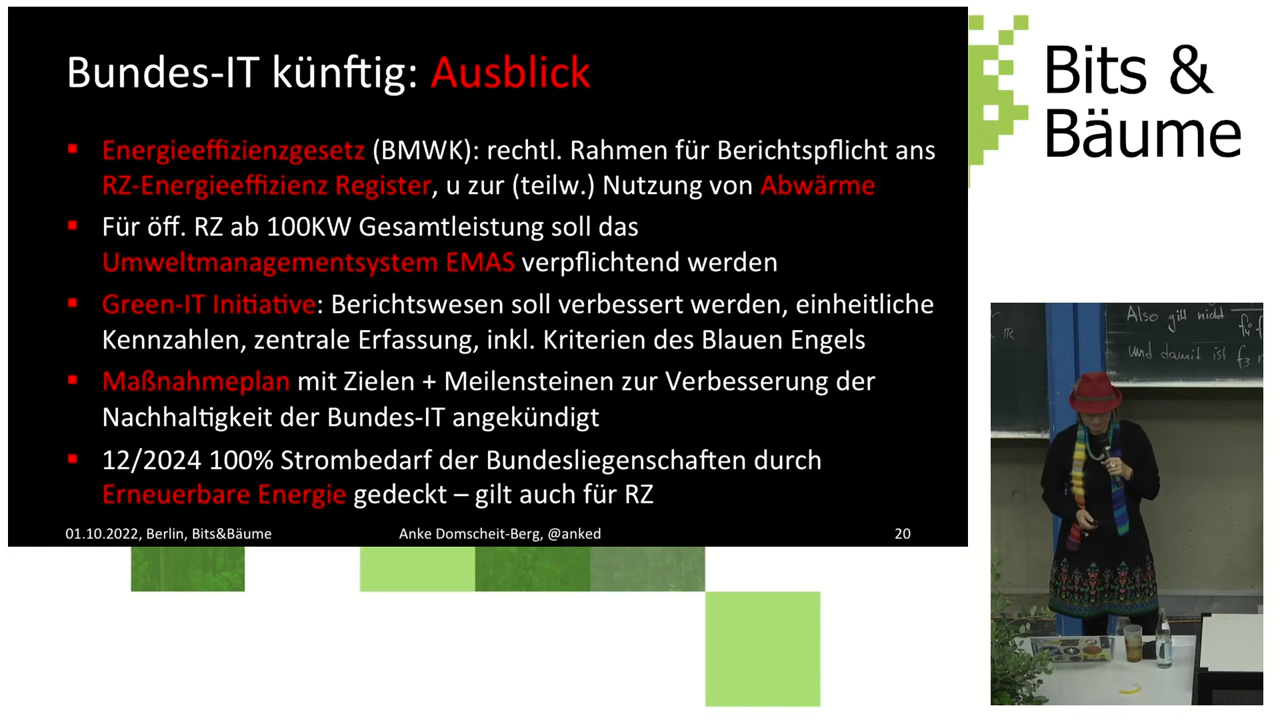 Bundes-IT künftig: Ausblick
▪ Energieeffizienzgesetz (BMWK): rechtl. Rahmen für Berichtspflicht ans
RZ-Energieeffizienz Register, u zur (teilw.) Nutzung von Abwärme
▪ Für öff. RZ ab 100KW Gesamtleistung soll das
Umweltmanagementsystem EMAS verpflichtend werden
▪ Green-IT Initiative: Berichtswesen soll verbessert werden, einheitliche
Kennzahlen, zentrale Erfassung, inkl. Kriterien des Blauen Engels
▪ Maßnahmeplan mit Zielen + Meilensteinen zur Verbesserung der
Nachhaltigkeit der Bundes-IT angekündigt
▪ 12/2024 100% Strombedarf der Bundesliegenschaften durch
Erneuerbare Energie gedeckt – gilt auch für RZ
01.10.2022, Berlin, Bits&Bäume Anke Domscheit-Berg, @anked 20
Bits &
Bäume
Also gilt nicht
und damit ist f₃